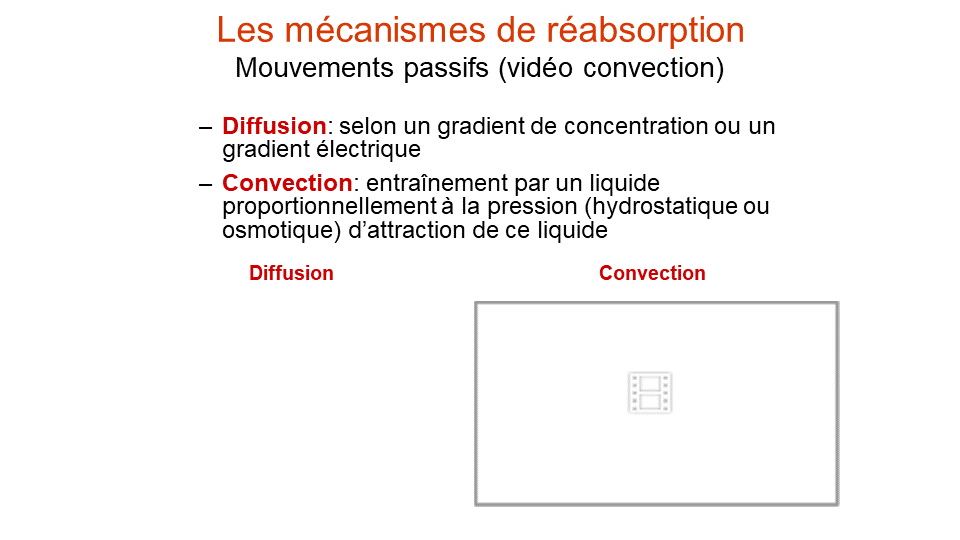 Les mécanismes de réabsorption
Mouvements passifs (vidéo convection)
– Diffusion: selon un gradient de concentration ou un
gradient électrique
– Convection: entraînement par un liquide
proportionnellement à la pression (hydrostatique ou
osmotique) d’attraction de ce liquide
Diffusion Convection